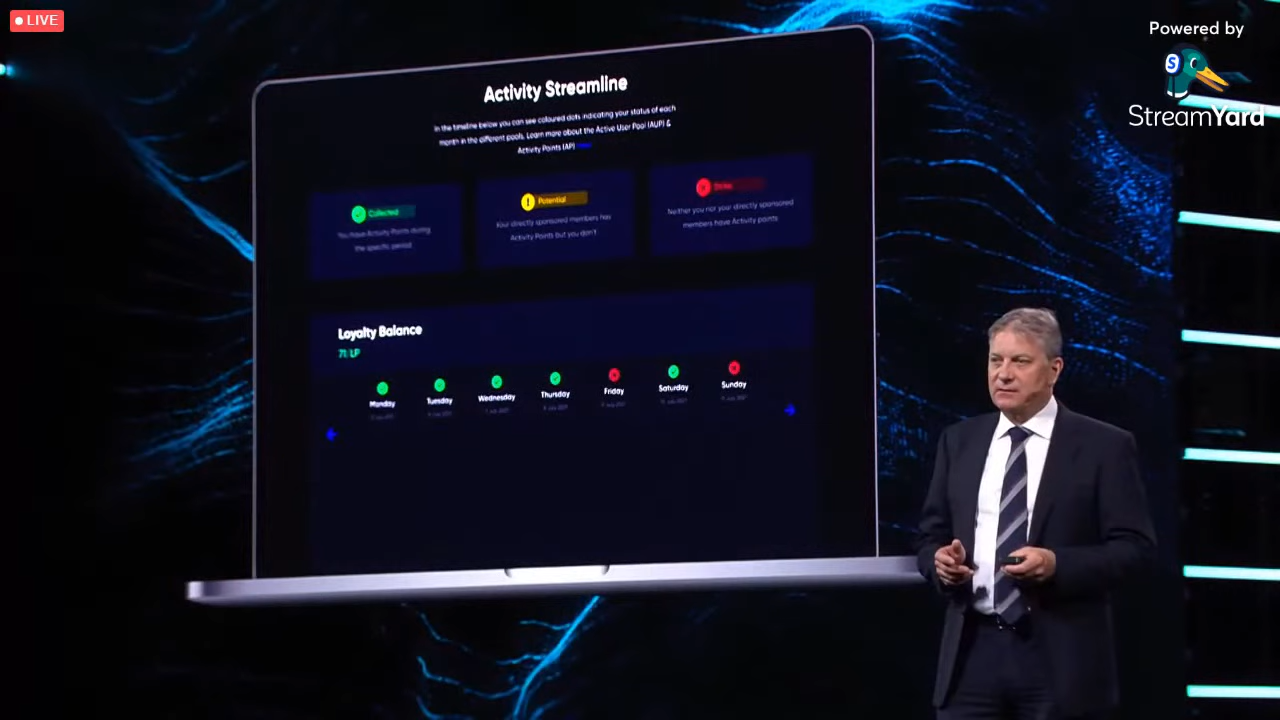 LIVE
Powered by
StreamYard
Activity Streamline
In the timeline below you can see coloured dots indicating your status of each
month in the different pools. Learn more about the Active User Pool (AUP) &
Activity Points (AP)
Collected
You have Activity Points during
the specific period
Potential
Your directly sponsored members has
Activity Points but you don't
Strike
Neither you nor your directly sponsored
members have Activity points
Loyalty Balance
71 LP
Monday
Tuesday
Wednesday
Thursday
Friday
Saturday
Sunday